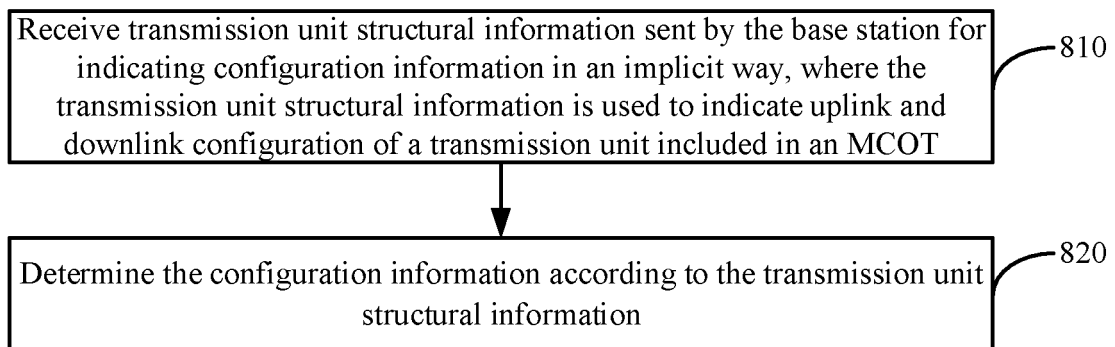 Receive transmission unit structural information sent by the base station for
indicating configuration information in an implicit way, where the
transmission unit structural information is used to indicate uplink and
downlink configuration of a transmission unit included in an MCOT
810
Determine the configuration information according to the transmission unit
structural information
820